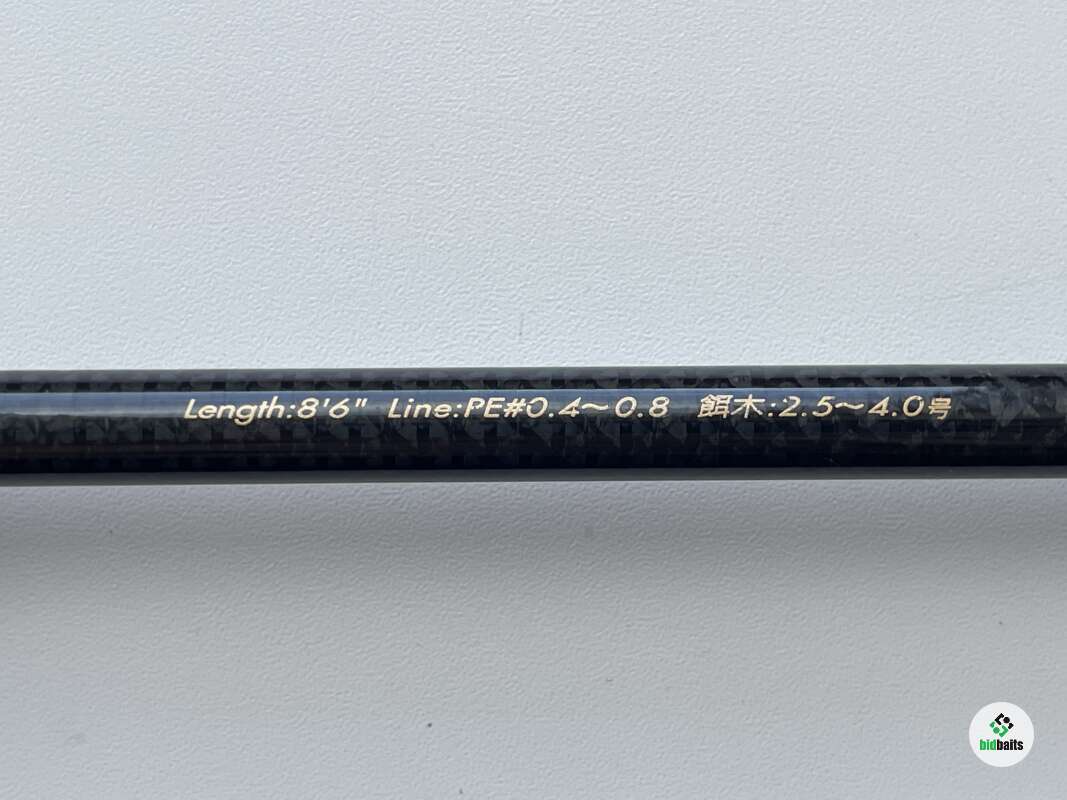 Length:8'6" Line:PE#0.4～0.8 餌木:2.5～4.0号
bidbaits